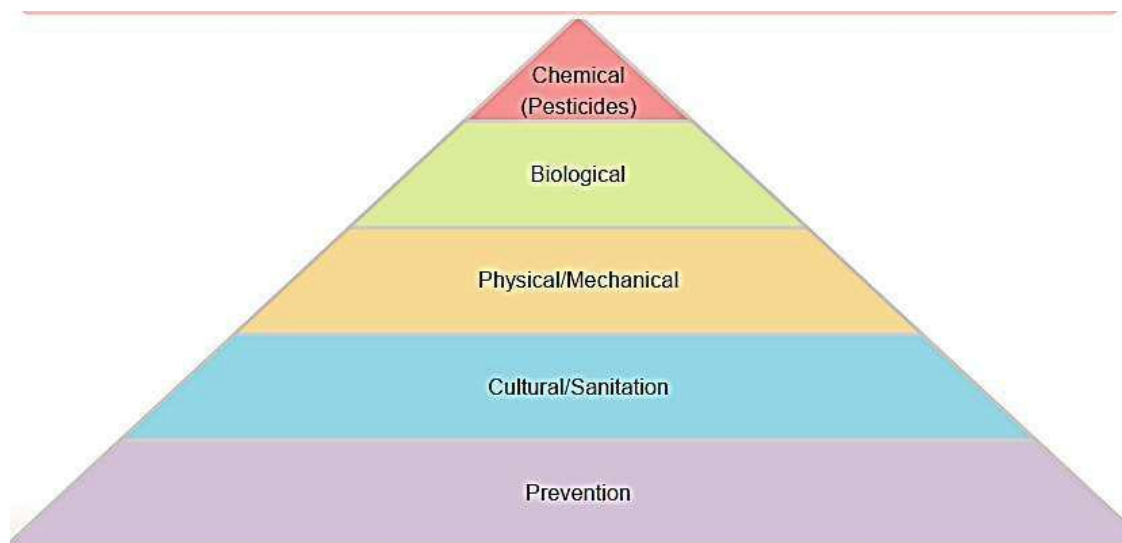 Chemical
(Pesticides)
Biological
Physical/Mechanical
Cultural/Sanitation
Prevention